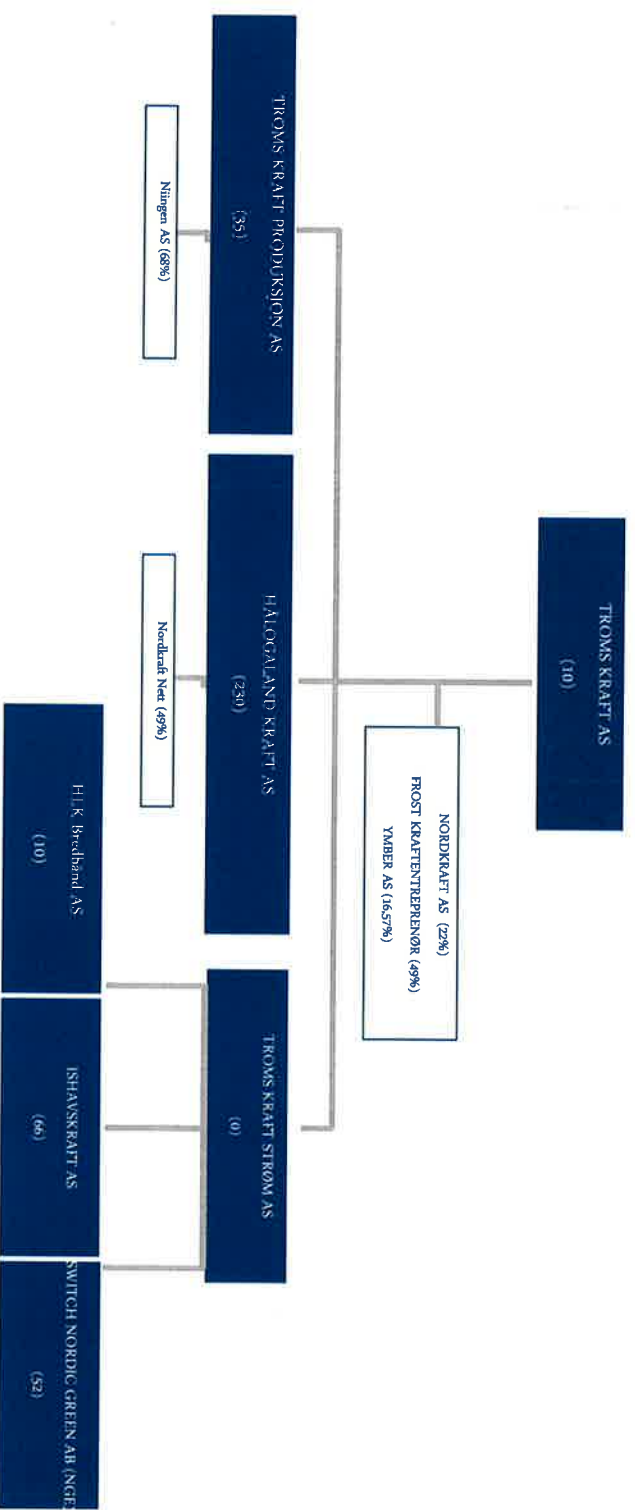 TROMS KRAFT AS
(10)
NORDKRAFT AS (22%)
FROST KRAFTENTREPRENØR (49%)
YMBER AS (16,57%)
TROMS KRAFT PRODUKSJON AS
(35)
HÅLOGALAND KRAFT AS
(230)
TROMS KRAFT STRØM AS
(0)
Niingen AS (68%)
Nordkraft Nett (49%)
HLK Bredbånd AS
(10)
ISHAVSKRAFT AS
(66)
SWITCH NORDIC GREEN AB (NGE)
(52)